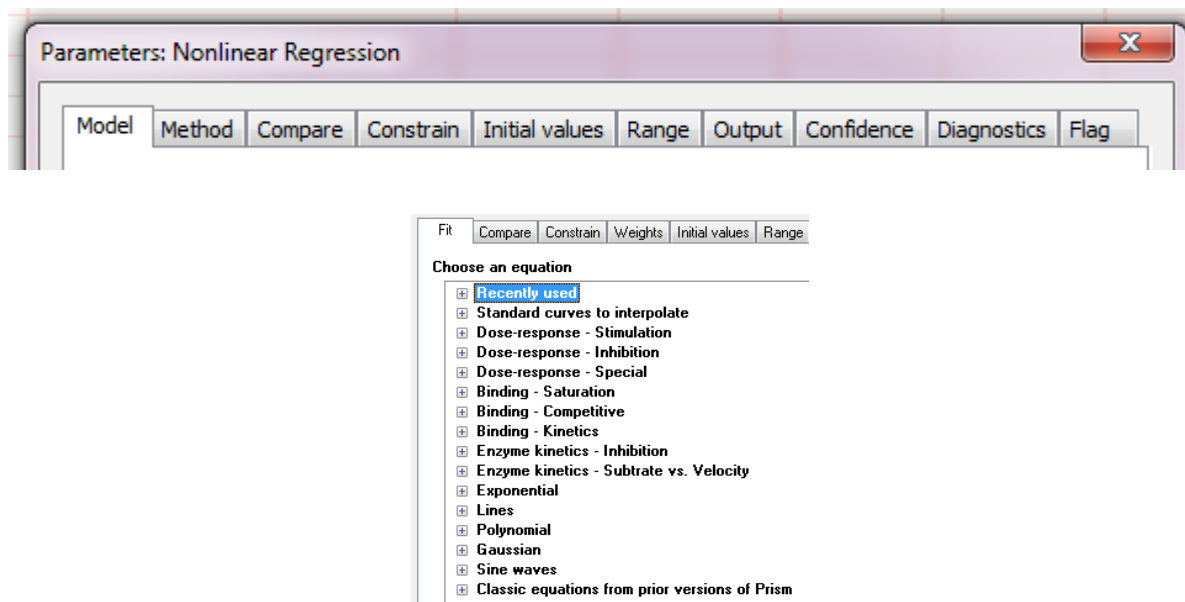 Parameters: Nonlinear Regression
X
Model Method Compare Constrain Initial values Range Output Confidence Diagnostics Flag
Fit Compare Constrain Weights Initial values Range
Choose an equation
Recently used
Standard curves to interpolate
Dose-response - Stimulation
Dose-response - Inhibition
Dose-response - Special
Binding - Saturation
Binding - Competitive
Binding - Kinetics
Enzyme kinetics - Inhibition
Enzyme kinetics - Subtrate vs. Velocity
Exponential
Lines
Polynomial
Gaussian
Sine waves
Classic equations from prior versions of Prism